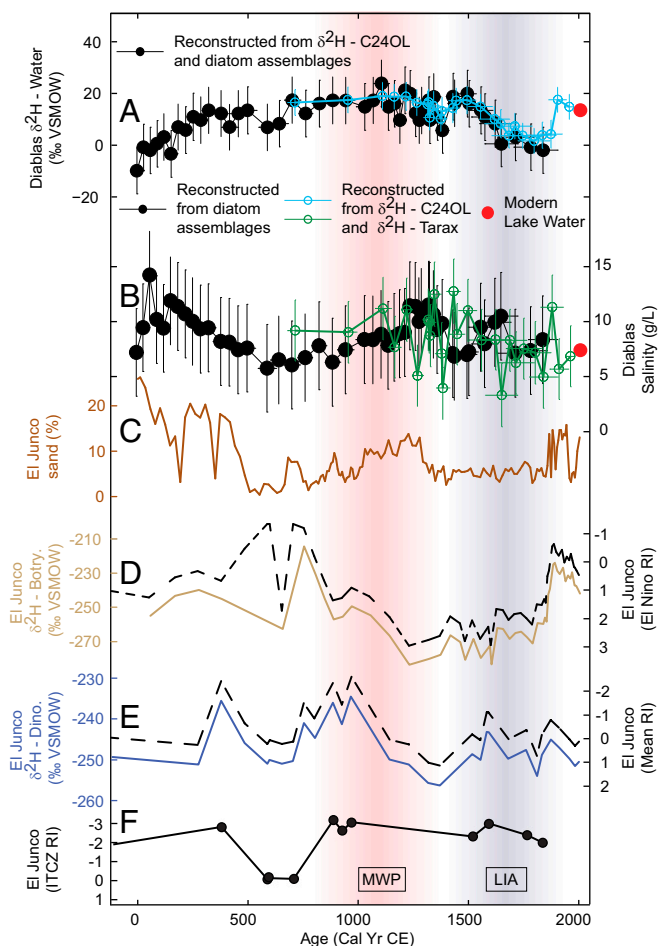 40
20
0
−20
Diablas δ²H - Water
(‰ VSMOW)
A
Reconstructed from δ²H - C24OL
and diatom assemblages
Reconstructed
from diatom
assemblages
Reconstructed
from δ²H - C24OL
and δ²H - Tarax
Modern
Lake Water
B
15
10
5
0
Diablas
Salinity (g/L)
C
20
10
0
El Junco
sand (%)
D
-210
-230
-250
-270
El Junco
δ²H - Botry.
(‰ VSMOW)
-1
0
1
2
3
El Junco
(El Nino RI)
E
-230
-240
-250
-260
El Junco
δ²H - Dino.
(‰ VSMOW)
-2
-1
0
1
2
El Junco
(Mean RI)
F
-3
-2
-1
0
1
El Junco
(ITCZ RI)
MWP
LIA
0
500
1000
1500
2000
Age (Cal Yr CE)